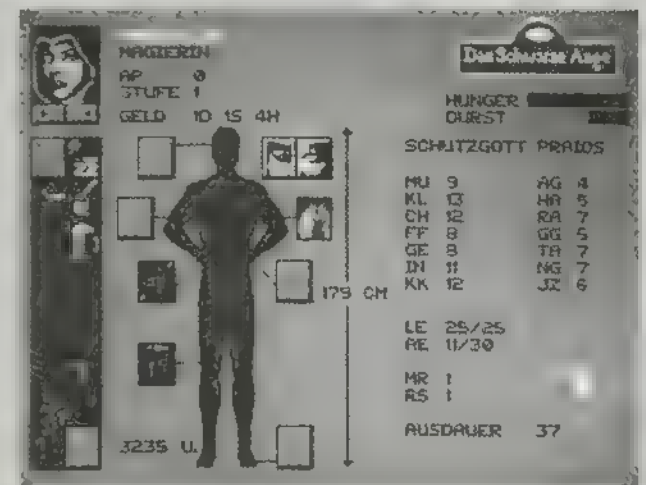 MAGIERIN
AP 0
STUFE 1
GELD 1D 1S 4H
Das Schwarze Auge
HUNGER
DURST
SCHUTZGOTT PRAIOS
MU 9 AG 4
KL 13 HA 5
CH 12 RA 7
FF 8 GG 5
GE 8 TA 7
IN 11 NG 7
KK 12 JZ 6
179 CM
LE 25/25
AE 11/30
MR 1
RS 1
AUSDAUER 37
3235 U.